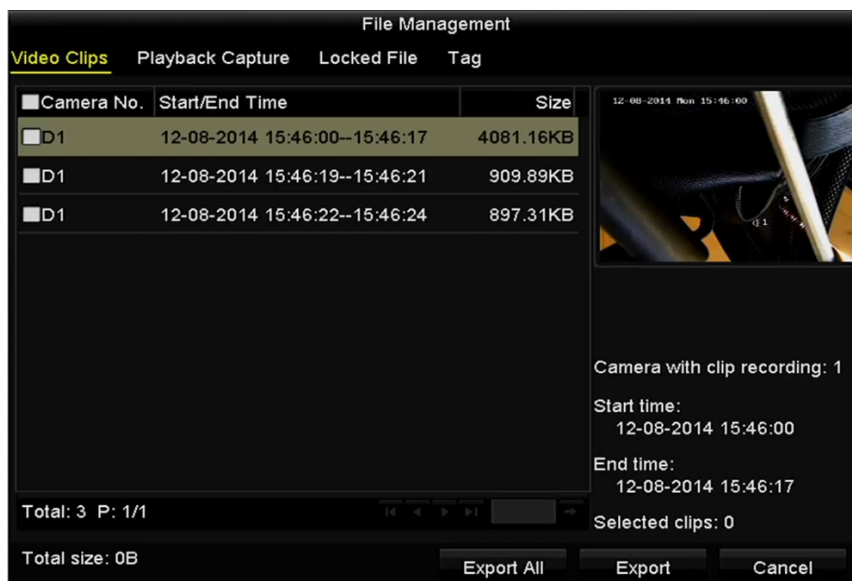 File Management
Video Clips Playback Capture Locked File Tag
Camera No. Start/End Time Size
D1 12-08-2014 15:46:00--15:46:17 4081.16KB
D1 12-08-2014 15:46:19--15:46:21 909.89KB
D1 12-08-2014 15:46:22--15:46:24 897.31KB
12-08-2014 Mon 15:46:00
Camera with clip recording: 1
Start time:
12-08-2014 15:46:00
End time:
12-08-2014 15:46:17
Selected clips: 0
Total: 3 P: 1/1
Total size: 0B
Export All Export Cancel